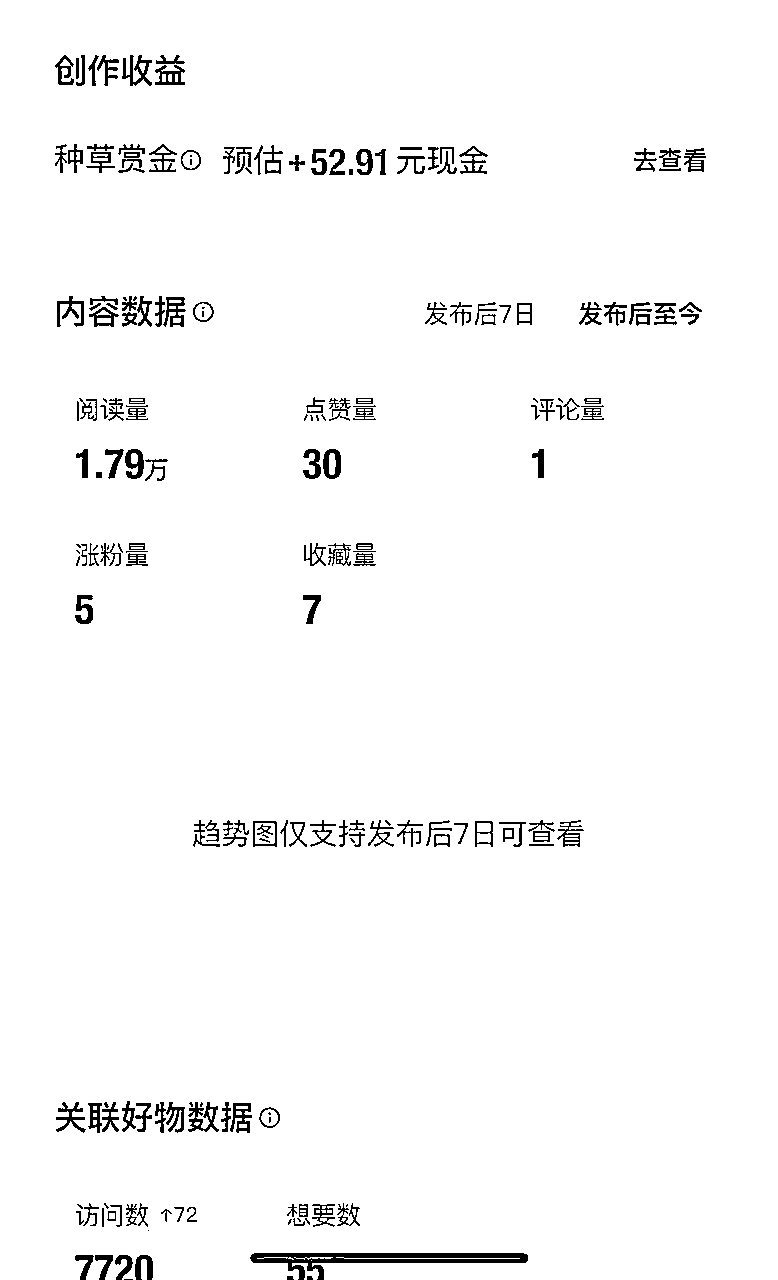 创作收益
种草赏金 预估+52.91元现金 去查看
内容数据 发布后7日 发布后至今
阅读量 点赞量 评论量
1.79万 30 1
涨粉量 收藏量
5 7
趋势图仅支持发布后7日可查看
关联好物数据
访问数 ↑72 想要数
7720 55